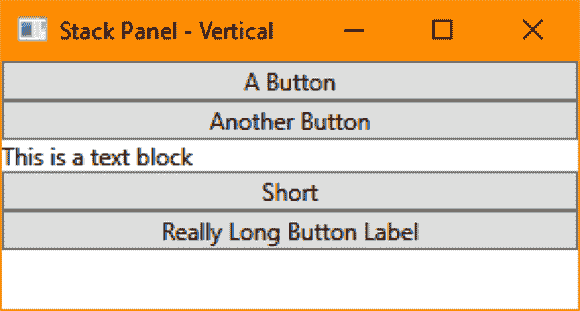 Stack Panel - Vertical
A Button
Another Button
This is a text block
Short
Really Long Button Label